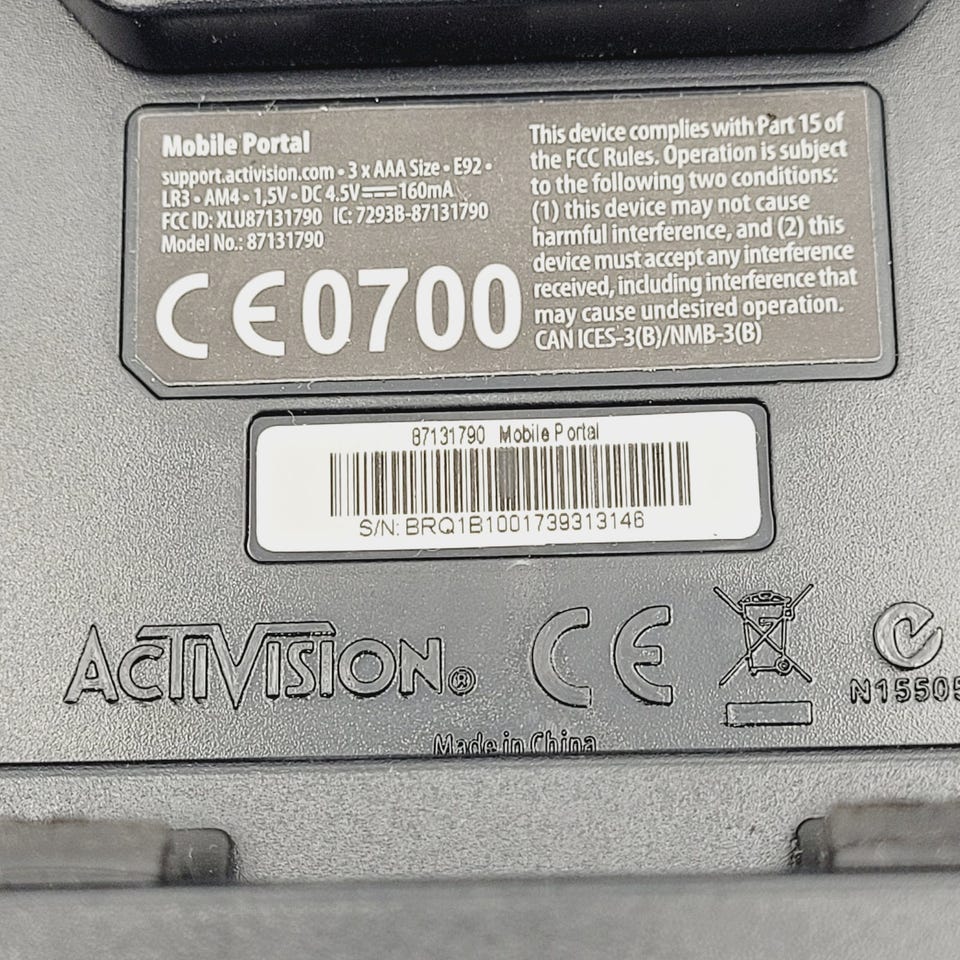 Mobile Portal
support.activision.com • 3 x AAA Size • E92 •
LR3 • AM4 • 1,5V • DC 4.5V⎓160mA
FCC ID: XLU87131790 IC: 7293B-87131790
Model No.: 87131790
CE0700
This device complies with Part 15 of
the FCC Rules. Operation is subject
to the following two conditions:
(1) this device may not cause
harmful interference, and (2) this
device must accept any interference
received, including interference that
may cause undesired operation.
CAN ICES-3(B)/NMB-3(B)
87131790 Mobile Portal
S/N: BRQ1B1001739313146
ACTIVISION®
CE
N15505
Made in China